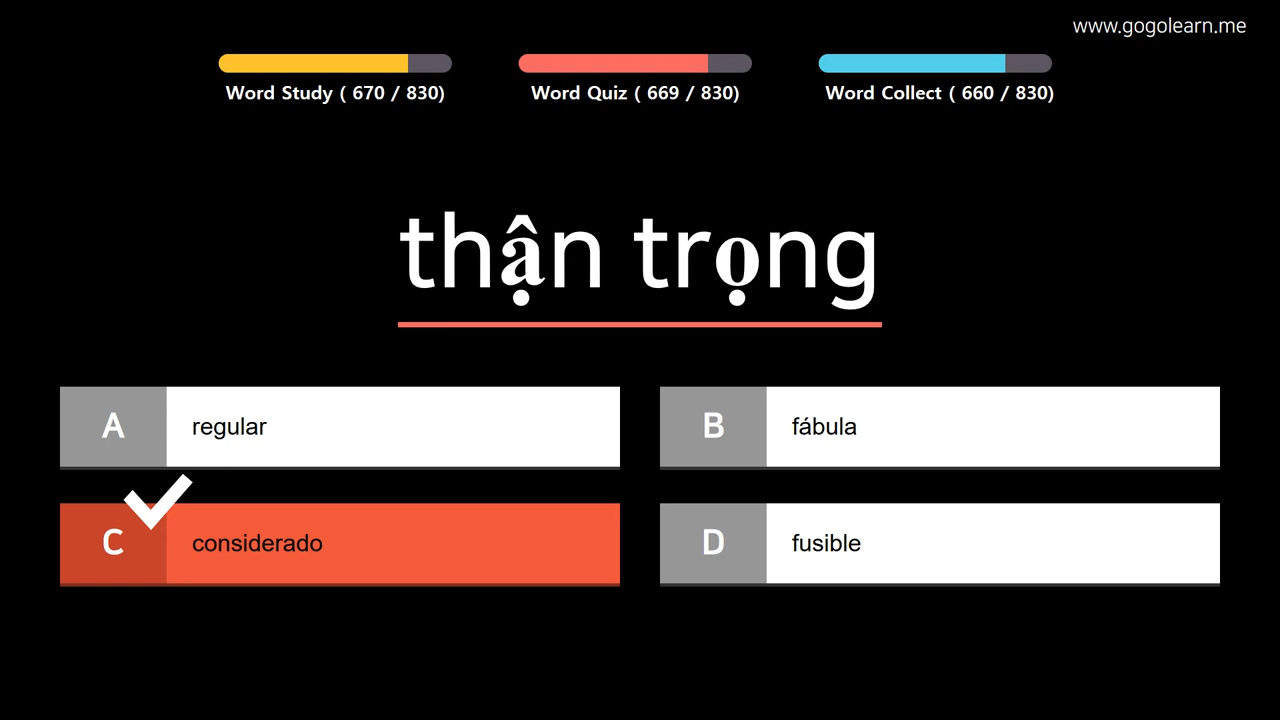 www.gogolearn.me
Word Study ( 670 / 830)
Word Quiz ( 669 / 830)
Word Collect ( 660 / 830)
thận trọng
A regular
B fábula
C considerado
D fusible